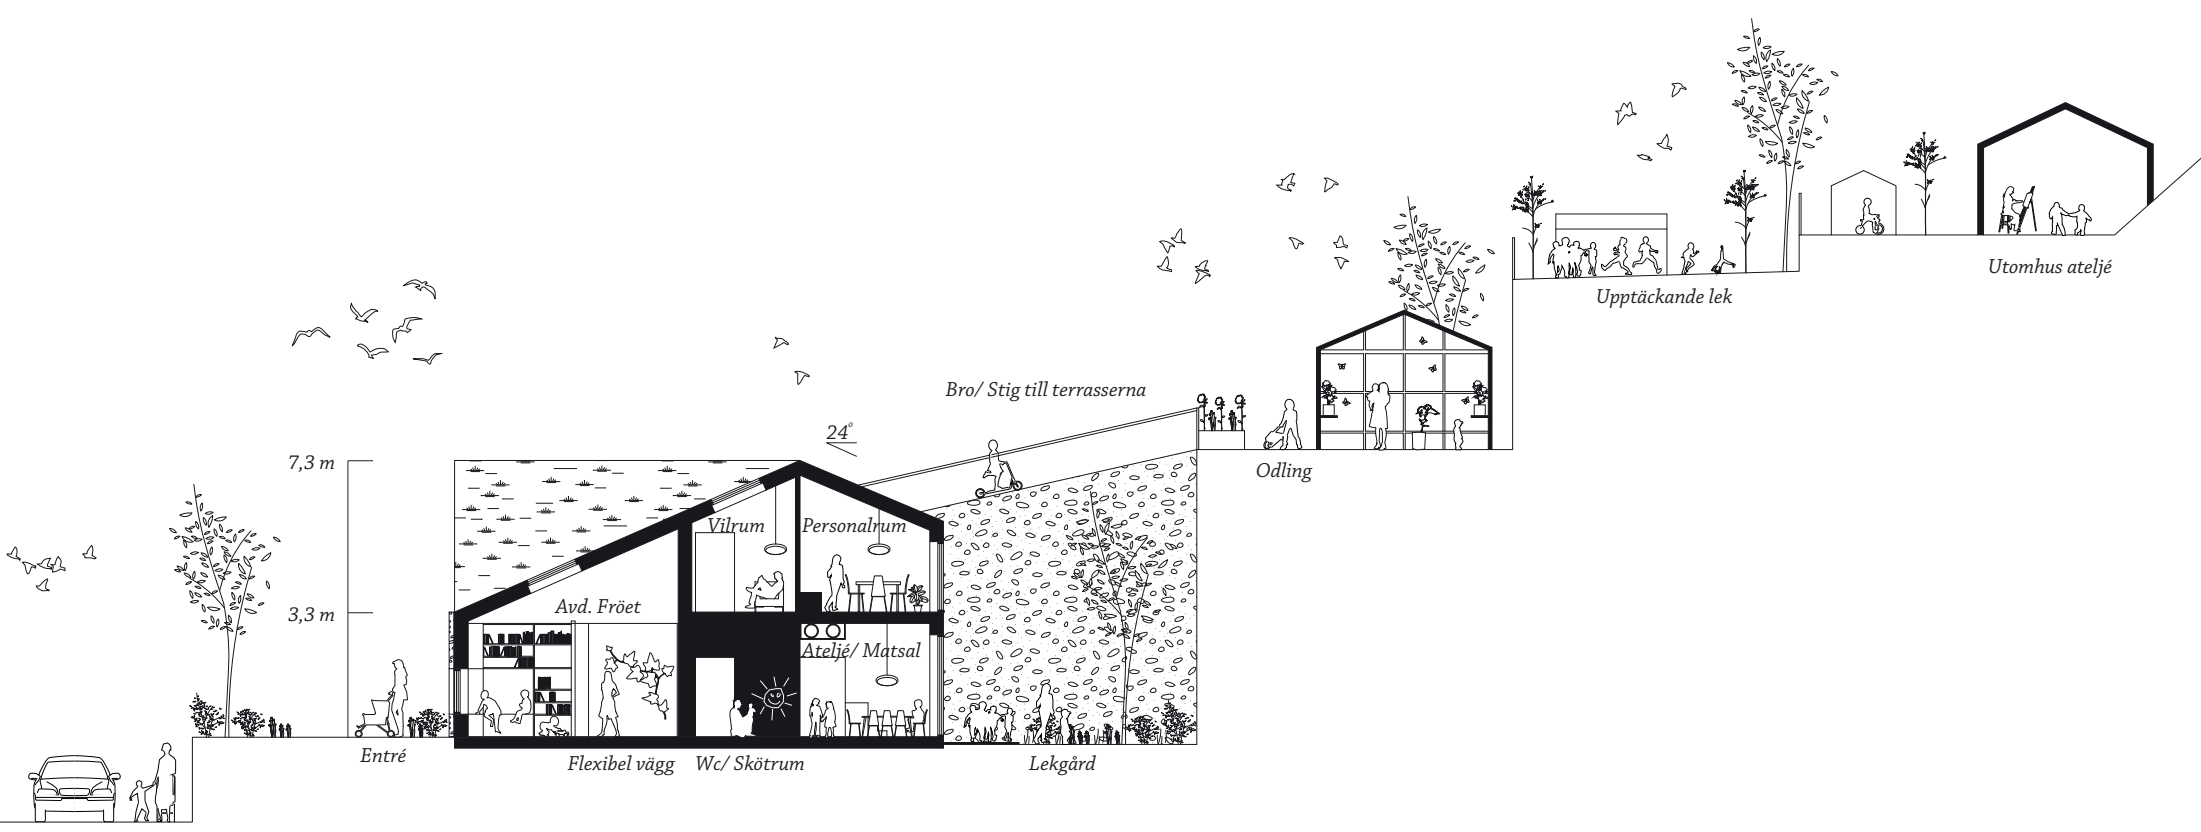 Utomhus ateljé
Upptäckande lek
Bro/ Stig till terrasserna
24°
7,3 m
Odling
Vilrum
Personalrum
Avd. Fröet
3,3 m
Ateljé/ Matsal
Entré
Flexibel vägg
Wc/ Skötrum
Lekgård